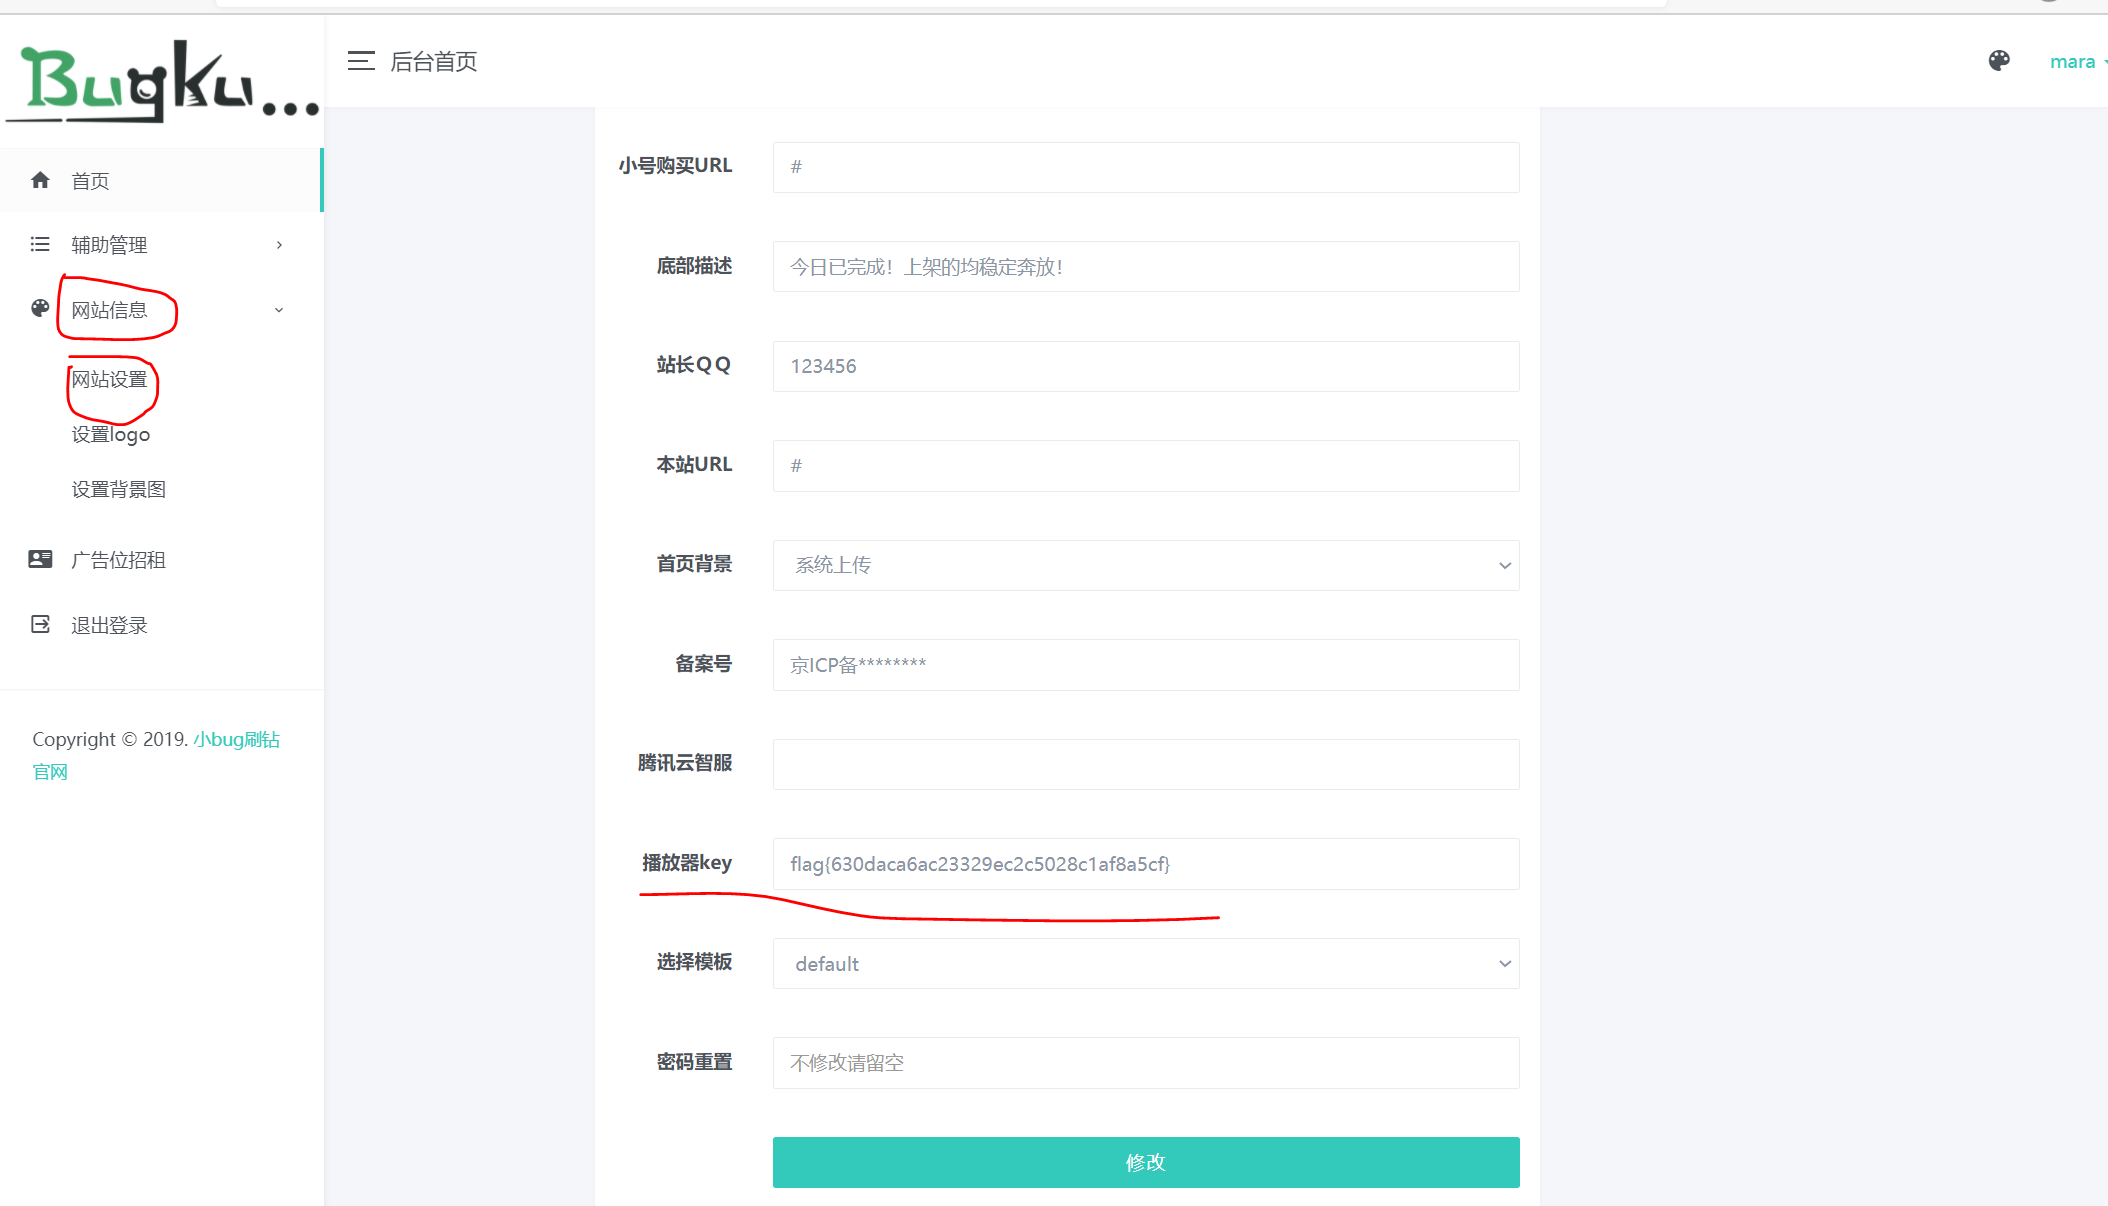 Bugku...
后台首页
mara
首页
辅助管理
网站信息
网站设置
设置logo
设置背景图
广告位招租
退出登录
Copyright © 2019. 小bug刷钻
官网
小号购买URL
#
底部描述
今日已完成！上架的均稳定奔放！
站长QQ
123456
本站URL
#
首页背景
系统上传
备案号
京ICP备********
腾讯云智服
播放器key
flag{630daca6ac23329ec2c5028c1af8a5cf}
选择模板
default
密码重置
不修改请留空
修改